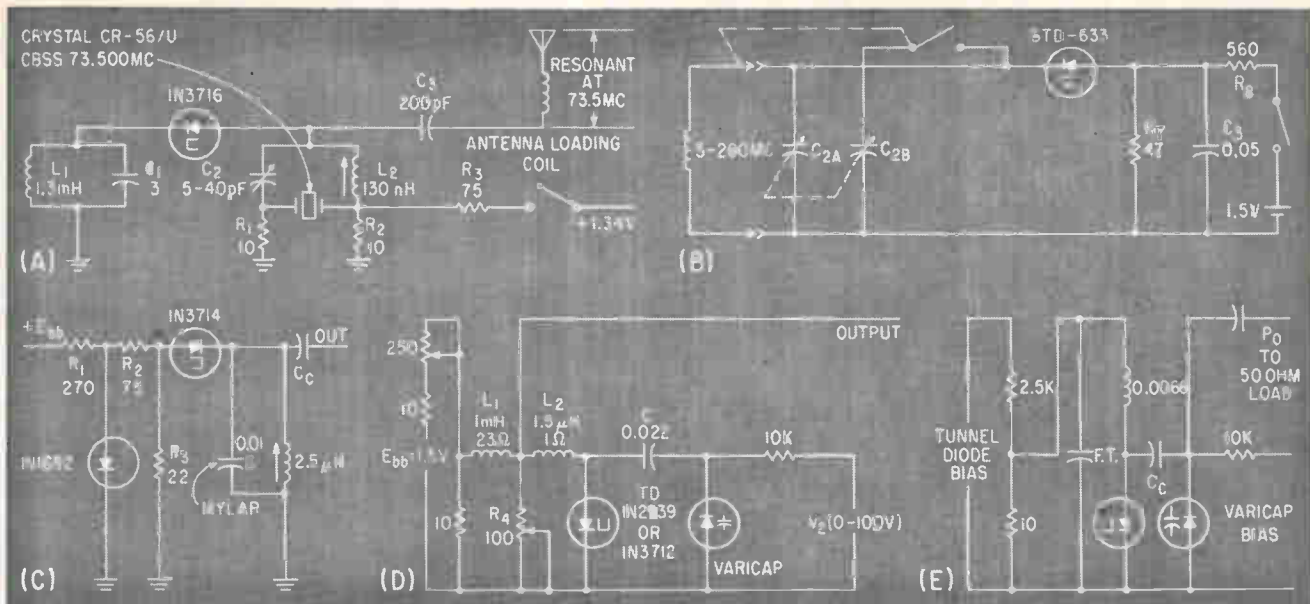 CRYSTAL CR-56/U
CBSS 73.500MC
1N3716
C2
5-40pF
L1
1.3mH
3
R1
10
L2
130 nH
R2
10
R3
75
200pF
RESONANT
AT
73.5MC
ANTENNA LOADING
COIL
+1.34V
(A)
STD-633
560
R8
5-200MC
C2A
C2B
47
C3
0.05
1.5V
(B)
+Ebb
R1
270
R2
75
1N3714
CC
OUT
R3
22
0.01
MYLAR
2.5µH
(C)
250
10
Ebb=1.5V
10
L1
1mH
23Ω
L2
1.5µH
1Ω
R4
100
C
0.022
TD
1N2939
OR
1N3712
10K
V2(0-100V)
VARICAP
OUTPUT
(D)
TUNNEL
DIODE
BIAS
2.5K
10
F.T.
0.0066
CC
PO
TO
50 OHM
LOAD
10K
VARICAP
BIAS
(E)